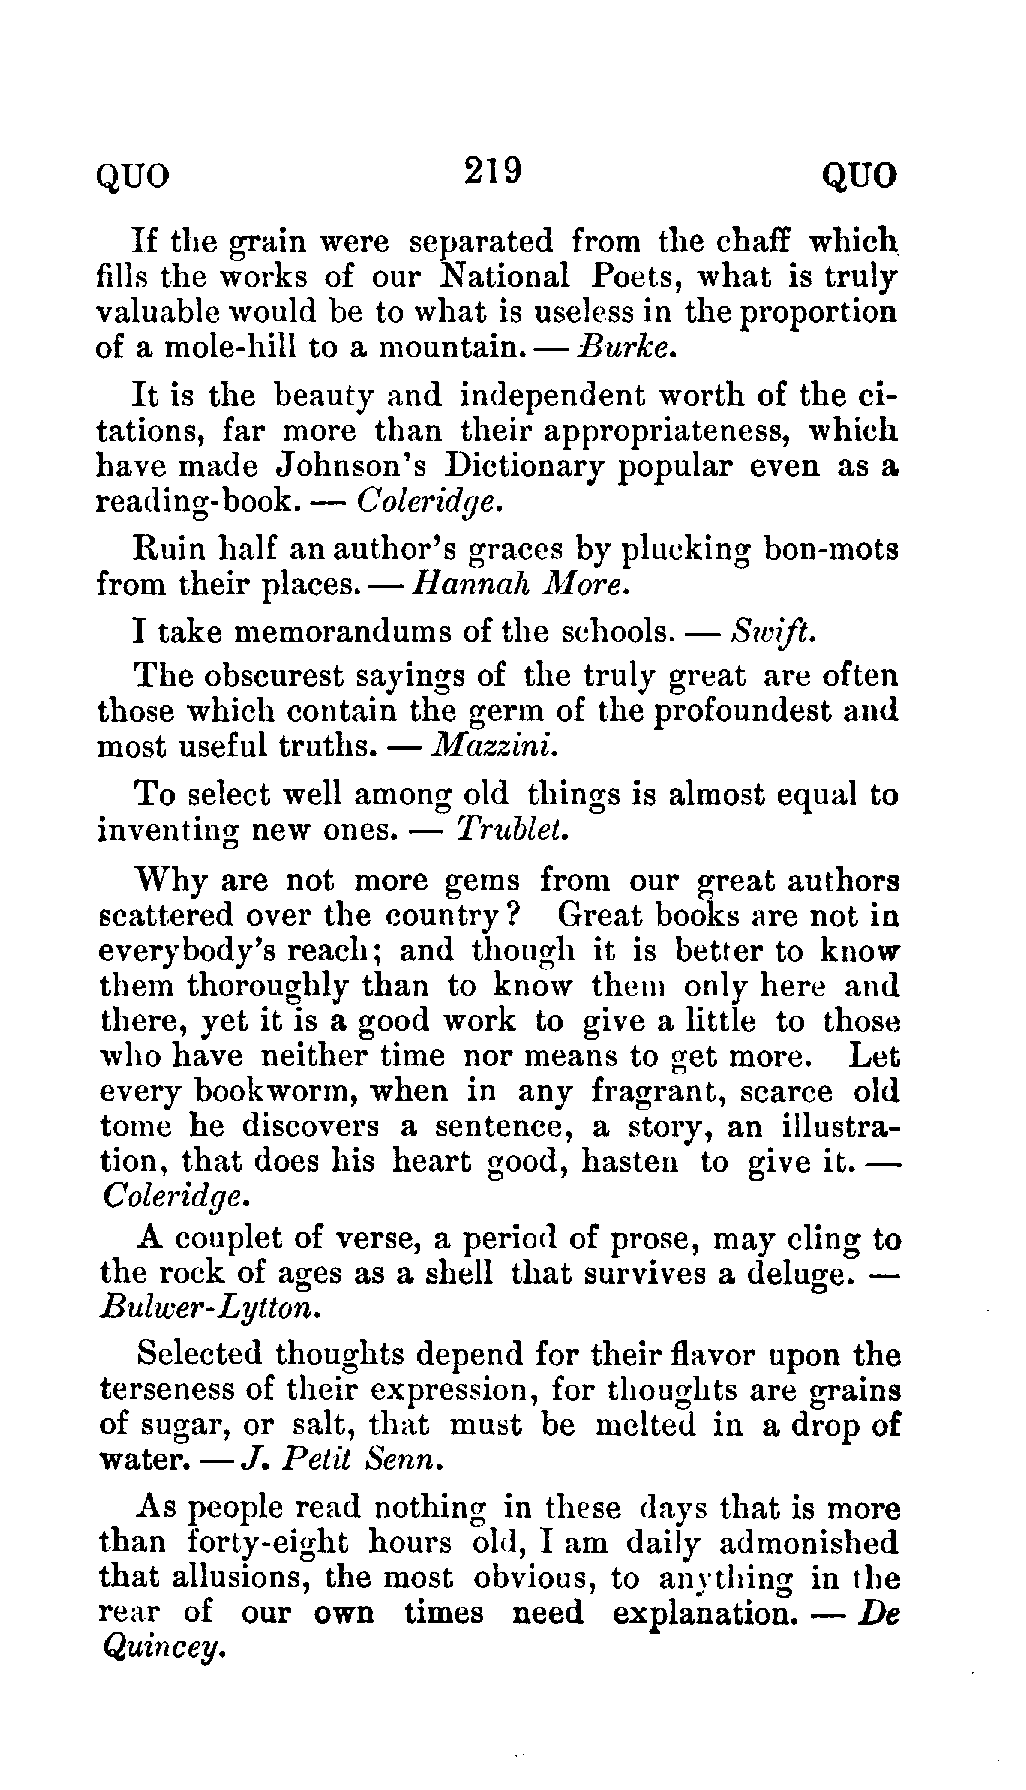 QUO 219 QUO
If the grain were separated from the chaff which
fills the works of our National Poets, what is truly
valuable would be to what is useless in the proportion
of a mole-hill to a mountain. — Burke.
It is the beauty and independent worth of the ci-
tations, far more than their appropriateness, which
have made Johnson's Dictionary popular even as a
reading-book. — Coleridge.
Ruin half an author's graces by plucking bon-mots
from their places. — Hannah More.
I take memorandums of the schools. — Swift.
The obscurest sayings of the truly great are often
those which contain the germ of the profoundest and
most useful truths. — Mazzini.
To select well among old things is almost equal to
inventing new ones. — Trublet.
Why are not more gems from our great authors
scattered over the country? Great books are not in
everybody's reach; and though it is better to know
them thoroughly than to know them only here and
there, yet it is a good work to give a little to those
who have neither time nor means to get more. Let
every bookworm, when in any fragrant, scarce old
tome he discovers a sentence, a story, an illustra-
tion, that does his heart good, hasten to give it. —
Coleridge.
A couplet of verse, a period of prose, may cling to
the rock of ages as a shell that survives a deluge. —
Bulwer-Lytton.
Selected thoughts depend for their flavor upon the
terseness of their expression, for thoughts are grains
of sugar, or salt, that must be melted in a drop of
water. — J. Petit Senn.
As people read nothing in these days that is more
than forty-eight hours old, I am daily admonished
that allusions, the most obvious, to anything in the
rear of our own times need explanation. — De
Quincey.